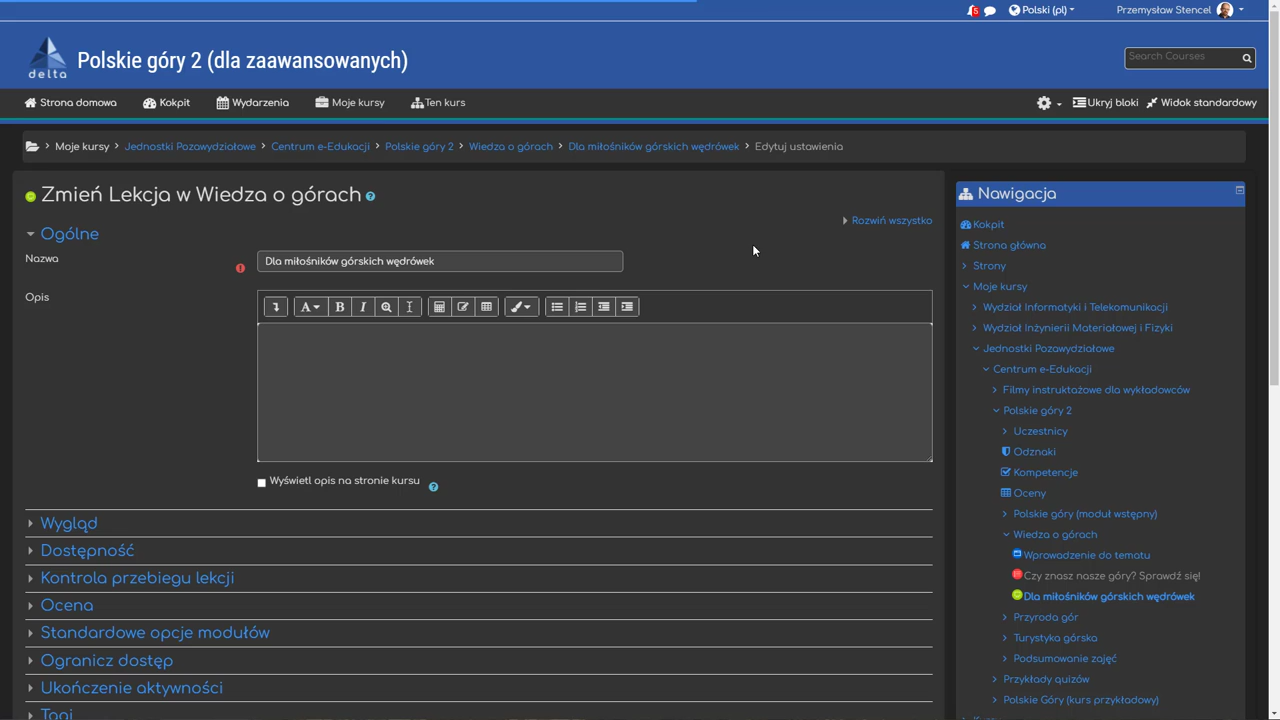 5
Polski (pl)
Przemysław Stencel
delta
Polskie góry 2 (dla zaawansowanych)
Search Courses
Strona domowa
Kokpit
Wydarzenia
Moje kursy
Ten kurs
Ukryj bloki
Widok standardowy
Moje kursy
Jednostki Pozawydziałowe
Centrum e-Edukacji
Polskie góry 2
Wiedza o górach
Dla miłośników górskich wędrówek
Edytuj ustawienia
Zmień Lekcja w Wiedza o górach
Rozwiń wszystko
Ogólne
Nazwa
Dla miłośników górskich wędrówek
Opis
A
B
I
Wyświetl opis na stronie kursu
Wygląd
Dostępność
Kontrola przebiegu lekcji
Ocena
Standardowe opcje modułów
Ogranicz dostęp
Ukończenie aktywności
Tagi
Nawigacja
Kokpit
Strona główna
Strony
Moje kursy
Wydział Informatyki i Telekomunikacji
Wydział Inżynierii Materiałowej i Fizyki
Jednostki Pozawydziałowe
Centrum e-Edukacji
Filmy instruktażowe dla wykładowców
Polskie góry 2
Uczestnicy
Odznaki
Kompetencje
Oceny
Polskie góry (moduł wstępny)
Wiedza o górach
Wprowadzenie do tematu
Czy znasz nasze góry? Sprawdź się!
Dla miłośników górskich wędrówek
Przyroda gór
Turystyka górska
Podsumowanie zajęć
Przykłady quizów
Polskie Góry (kurs przykładowy)